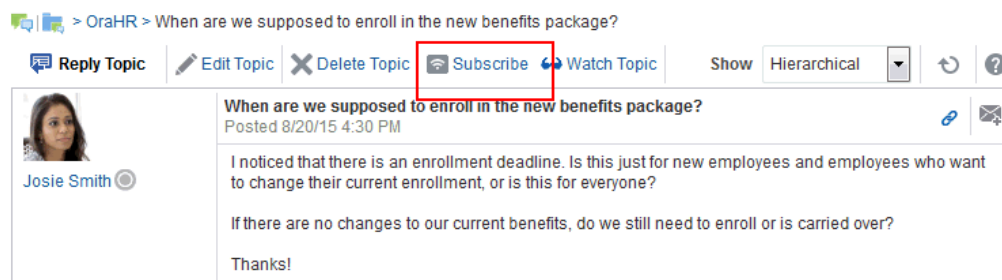 > OraHR > When are we supposed to enroll in the new benefits package?
Reply Topic Edit Topic Delete Topic Subscribe Watch Topic Show Hierarchical ?
When are we supposed to enroll in the new benefits package?
Posted 8/20/15 4:30 PM
Josie Smith
I noticed that there is an enrollment deadline. Is this just for new employees and employees who want
to change their current enrollment, or is this for everyone?
If there are no changes to our current benefits, do we still need to enroll or is carried over?
Thanks!